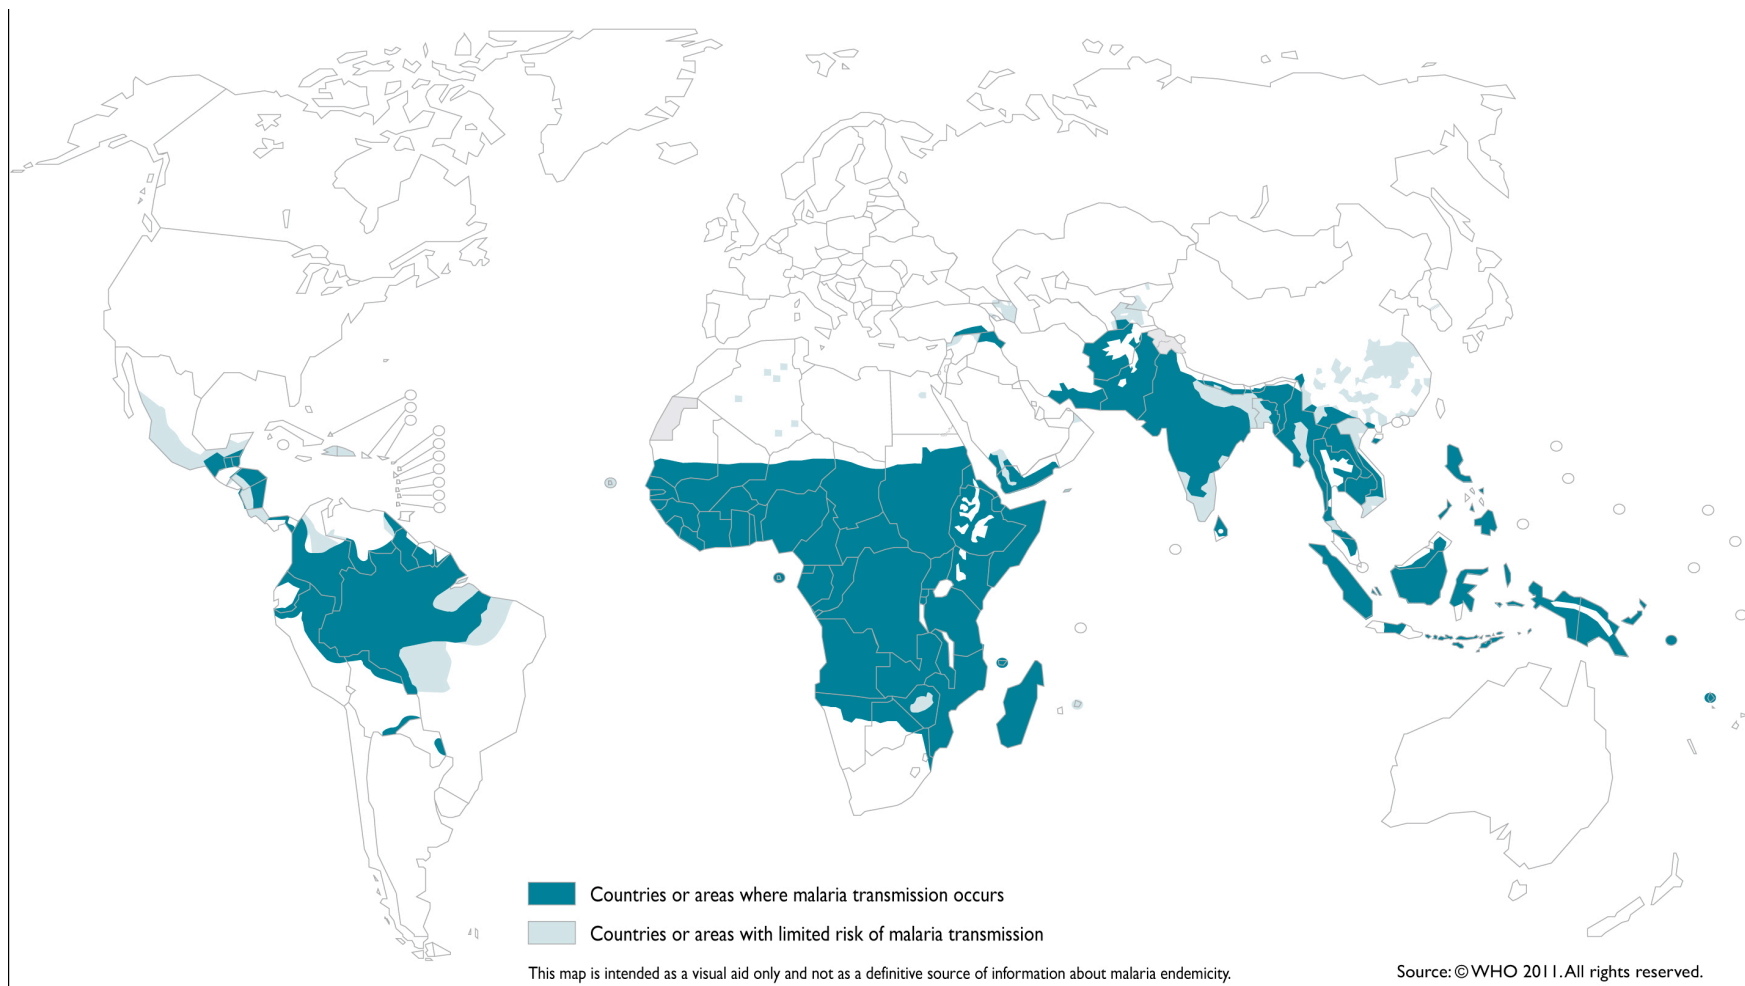 Countries or areas where malaria transmission occurs
Countries or areas with limited risk of malaria transmission
This map is intended as a visual aid only and not as a definitive source of information about malaria endemicity.
Source: © WHO 2011. All rights reserved.